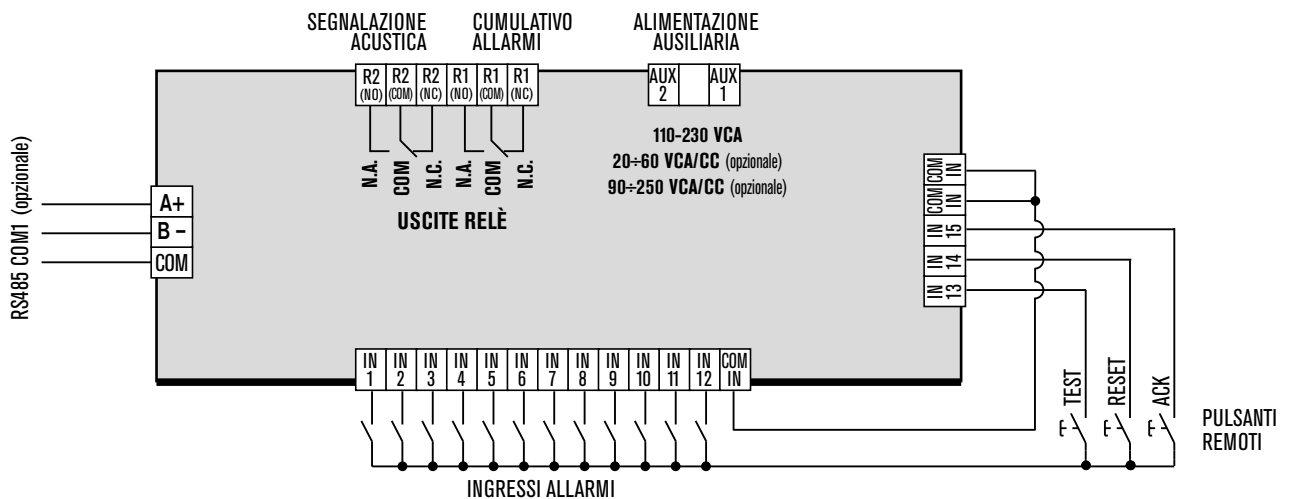 SEGNALAZIONE ACUSTICA
CUMULATIVO ALLARMI
ALIMENTAZIONE AUSILIARIA
R2 (NO)
R2 (COM)
R2 (NC)
R1 (NO)
R1 (COM)
R1 (NC)
AUX 2
AUX 1
N.A.
COM
N.C.
N.A.
COM
N.C.
USCITE RELÈ
110-230 VCA
20÷60 VCA/CC (opzionale)
90÷250 VCA/CC (opzionale)
RS485 COM1 (opzionale)
A+
B –
COM
COM IN
COM IN
IN 15
IN 14
IN 13
IN 1
IN 2
IN 3
IN 4
IN 5
IN 6
IN 7
IN 8
IN 9
IN 10
IN 11
IN 12
COM IN
TEST
RESET
ACK
PULSANTI REMOTI
INGRESSI ALLARMI